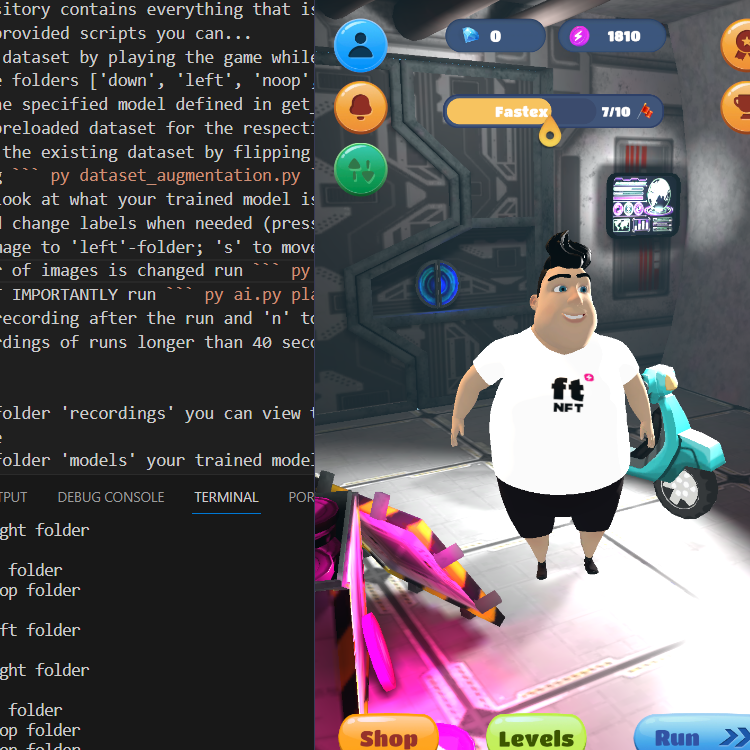 sitory contains everything that is
provided scripts you can...
dataset by playing the game while
e folders ['down', 'left', 'noop',
he specified model defined in get_
preloaded dataset for the respecti
the existing dataset by flipping
g ``` py dataset_augmentation.py `
look at what your trained model is
d change labels when needed (press
mage to 'left'-folder; 's' to move
r of images is changed run ``` py
T IMPORTANTLY run ``` py ai.py pla
recording after the run and 'n' to
rdings of runs longer than 40 seco
folder 'recordings' you can view t
e
folder 'models' your trained model
TPUT DEBUG CONSOLE TERMINAL POR
ght folder
folder
op folder
ft folder
ght folder
folder
op folder
op folder
0 1810
Fastex 7/10
ft
NFT
Shop Levels Run